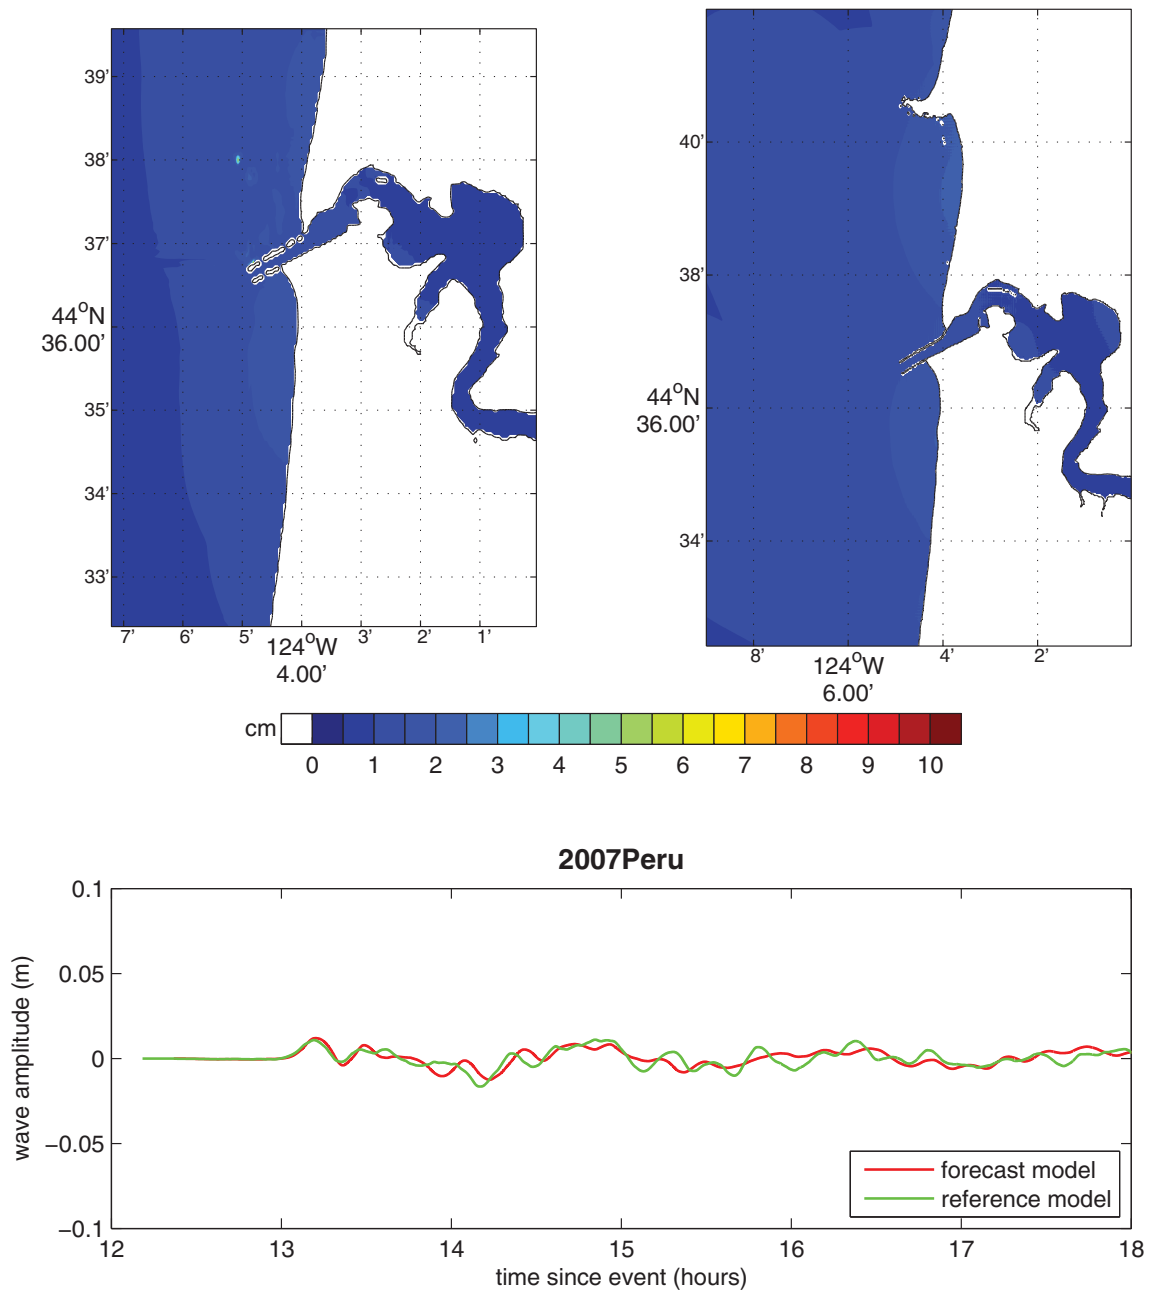 39'
38'
37'
44°N
36.00'
35'
34'
33'
7'
6'
5'
124°W
4.00'
3'
2'
1'
40'
38'
44°N
36.00'
34'
8'
124°W
6.00'
4'
2'
cm
0 1 2 3 4 5 6 7 8 9 10
2007Peru
wave amplitude (m)
0.1
0.05
0
−0.05
−0.1
forecast model
reference model
12 13 14 15 16 17 18
time since event (hours)